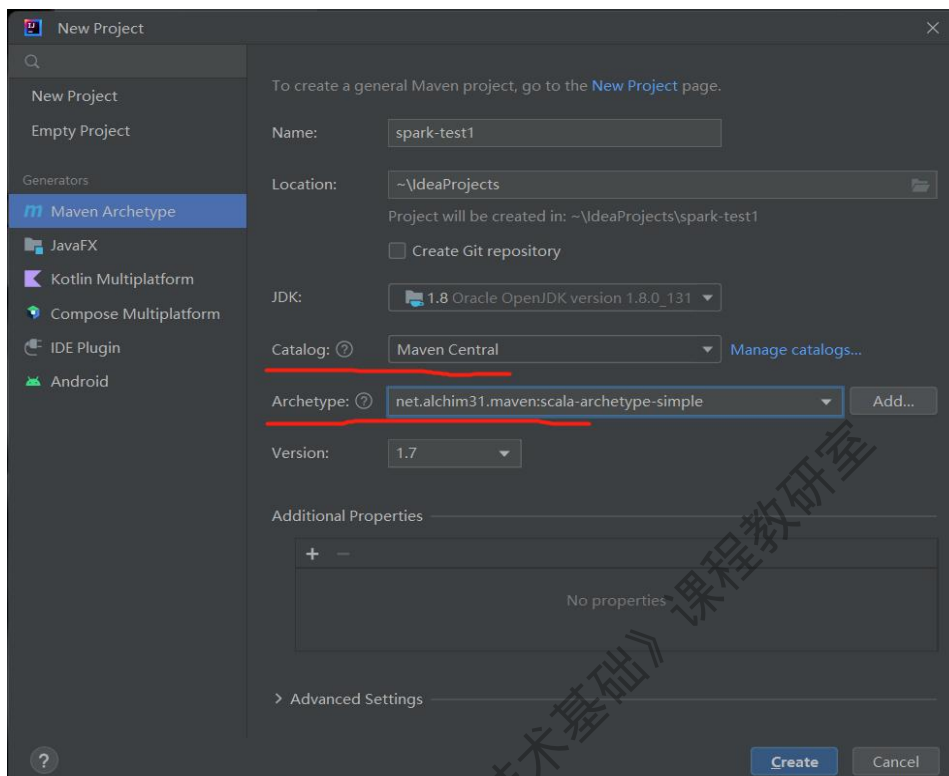 New Project
New Project
Empty Project
Generators
Maven Archetype
JavaFX
Kotlin Multiplatform
Compose Multiplatform
IDE Plugin
Android
To create a general Maven project, go to the New Project page.
Name: spark-test1
Location: ~\IdeaProjects
Project will be created in: ~\IdeaProjects\spark-test1
Create Git repository
JDK: 1.8 Oracle OpenJDK version 1.8.0_131
Catalog: ? Maven Central Manage catalogs...
Archetype: ? net.alchim31.maven:scala-archetype-simple Add...
Version: 1.7
Additional Properties
+ −
No properties
Advanced Settings
? Create Cancel
术基础》课程教研室